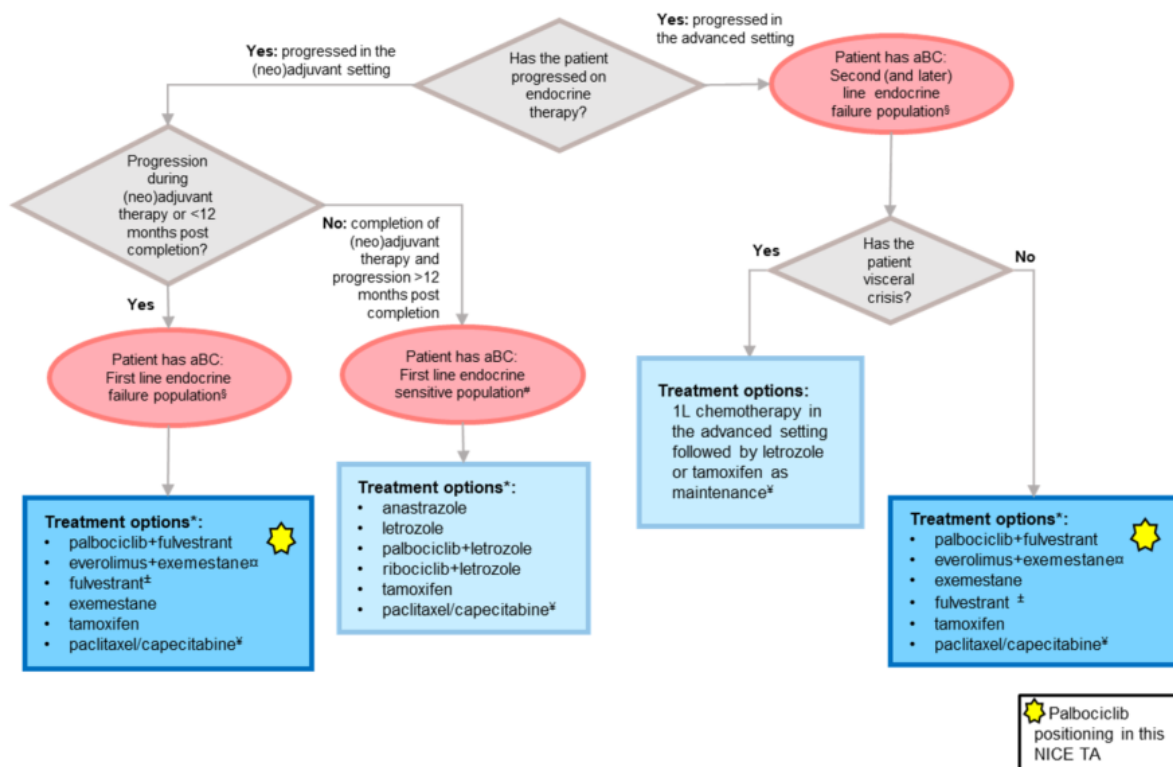 Has the patient
progressed on
endocrine
therapy?
Yes: progressed in the
(neo)adjuvant setting
Yes: progressed in
the advanced setting
Patient has aBC:
Second (and later)
line endocrine
failure population§
Progression
during
(neo)adjuvant
therapy or <12
months post
completion?
No: completion of
(neo)adjuvant
therapy and
progression >12
months post
completion
Yes
Has the
patient
visceral
crisis?
Yes
No
Patient has aBC:
First line endocrine
failure population§
Patient has aBC:
First line endocrine
sensitive population#
Treatment options*:
• palbociclib+fulvestrant
• everolimus+exemestane¤
• fulvestrant±
• exemestane
• tamoxifen
• paclitaxel/capecitabine¥
Treatment options*:
• anastrazole
• letrozole
• palbociclib+letrozole
• ribociclib+letrozole
• tamoxifen
• paclitaxel/capecitabine¥
Treatment options:
1L chemotherapy in
the advanced setting
followed by letrozole
or tamoxifen as
maintenance¥
Treatment options*:
• palbociclib+fulvestrant
• everolimus+exemestane¤
• exemestane
• fulvestrant ±
• tamoxifen
• paclitaxel/capecitabine¥
Palbociclib
positioning in this
NICE TA